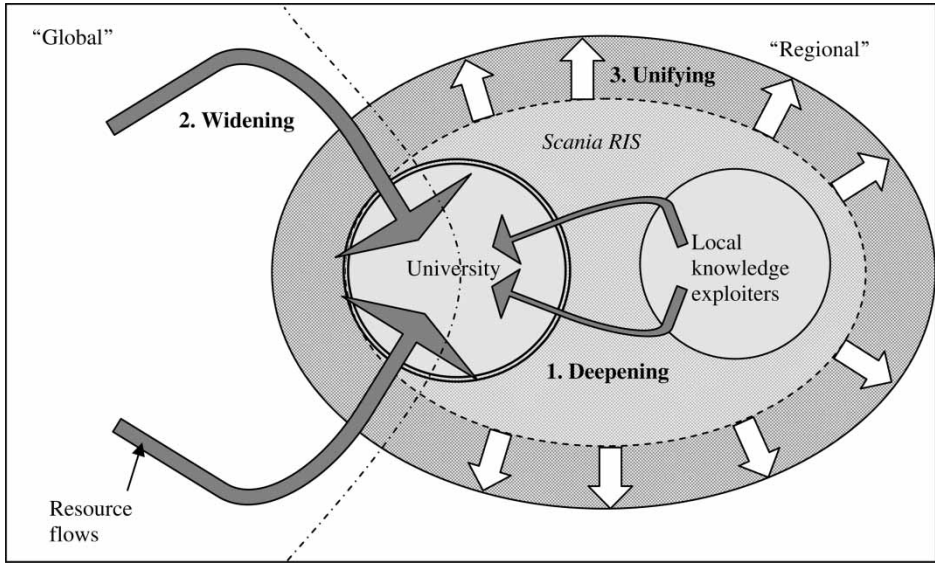 “Global”
“Regional”
3. Unifying
2. Widening
Scania RIS
University
Local
knowledge
exploiters
1. Deepening
Resource
flows